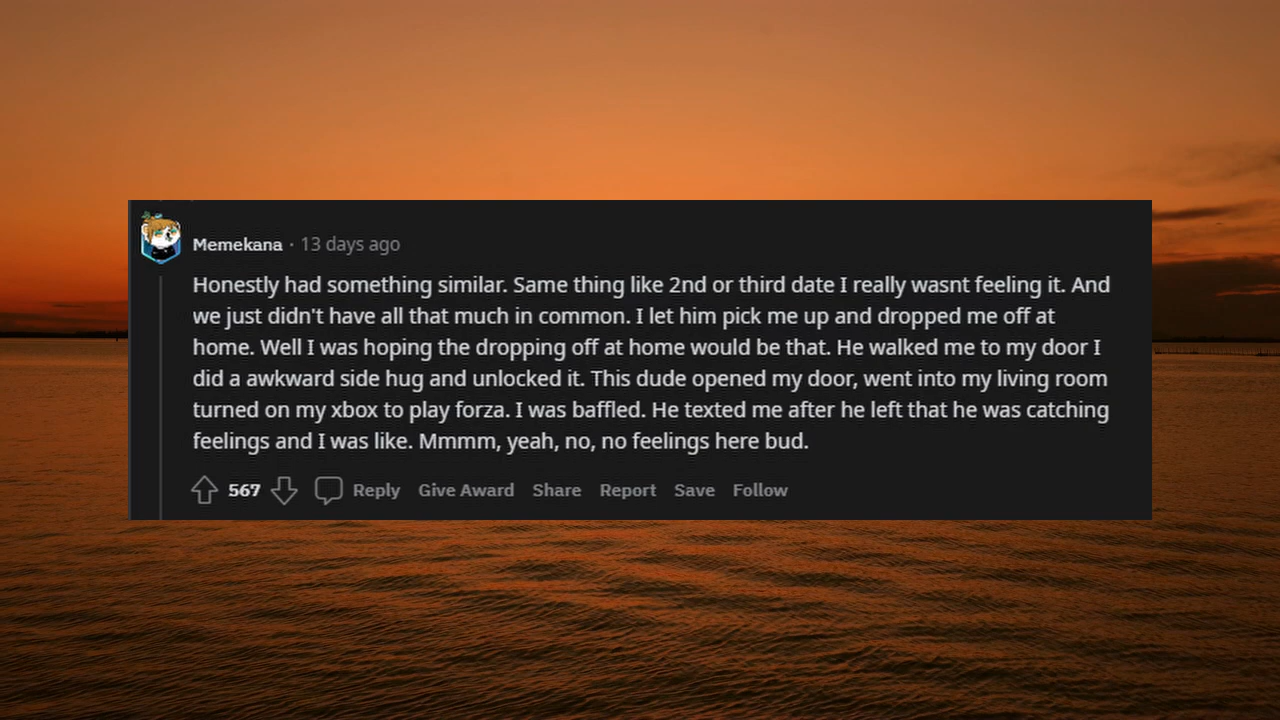 Memekana · 13 days ago
Honestly had something similar. Same thing like 2nd or third date I really wasnt feeling it. And
we just didn't have all that much in common. I let him pick me up and dropped me off at
home. Well I was hoping the dropping off at home would be that. He walked me to my door I
did a awkward side hug and unlocked it. This dude opened my door, went into my living room
turned on my xbox to play forza. I was baffled. He texted me after he left that he was catching
feelings and I was like. Mmmm, yeah, no, no feelings here bud.
567 Reply Give Award Share Report Save Follow